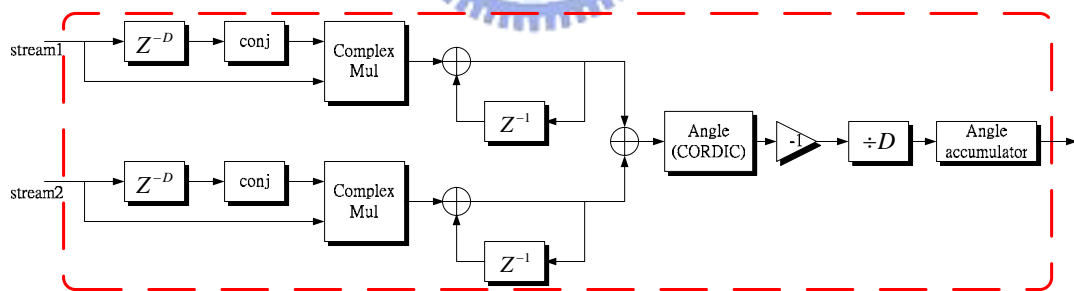 stream1
Z^{-D}
conj
Complex
Mul
Z^{-1}
stream2
Z^{-D}
conj
Complex
Mul
Z^{-1}
Angle
(CORDIC)
-1
÷D
Angle
accumulator